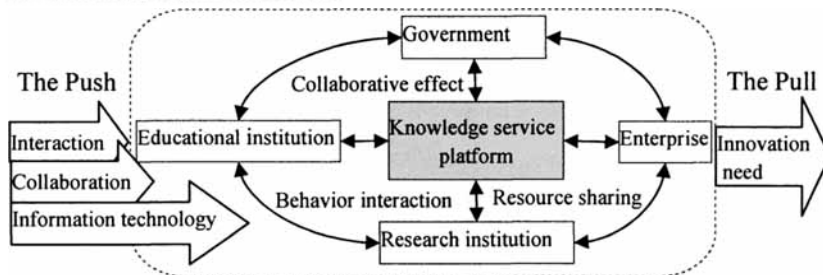 Government
The Push
The Pull
Collaborative effect
Interaction
Educational institution
Knowledge service
platform
Enterprise
Innovation
need
Collaboration
Behavior interaction
Resource sharing
Information technology
Research institution